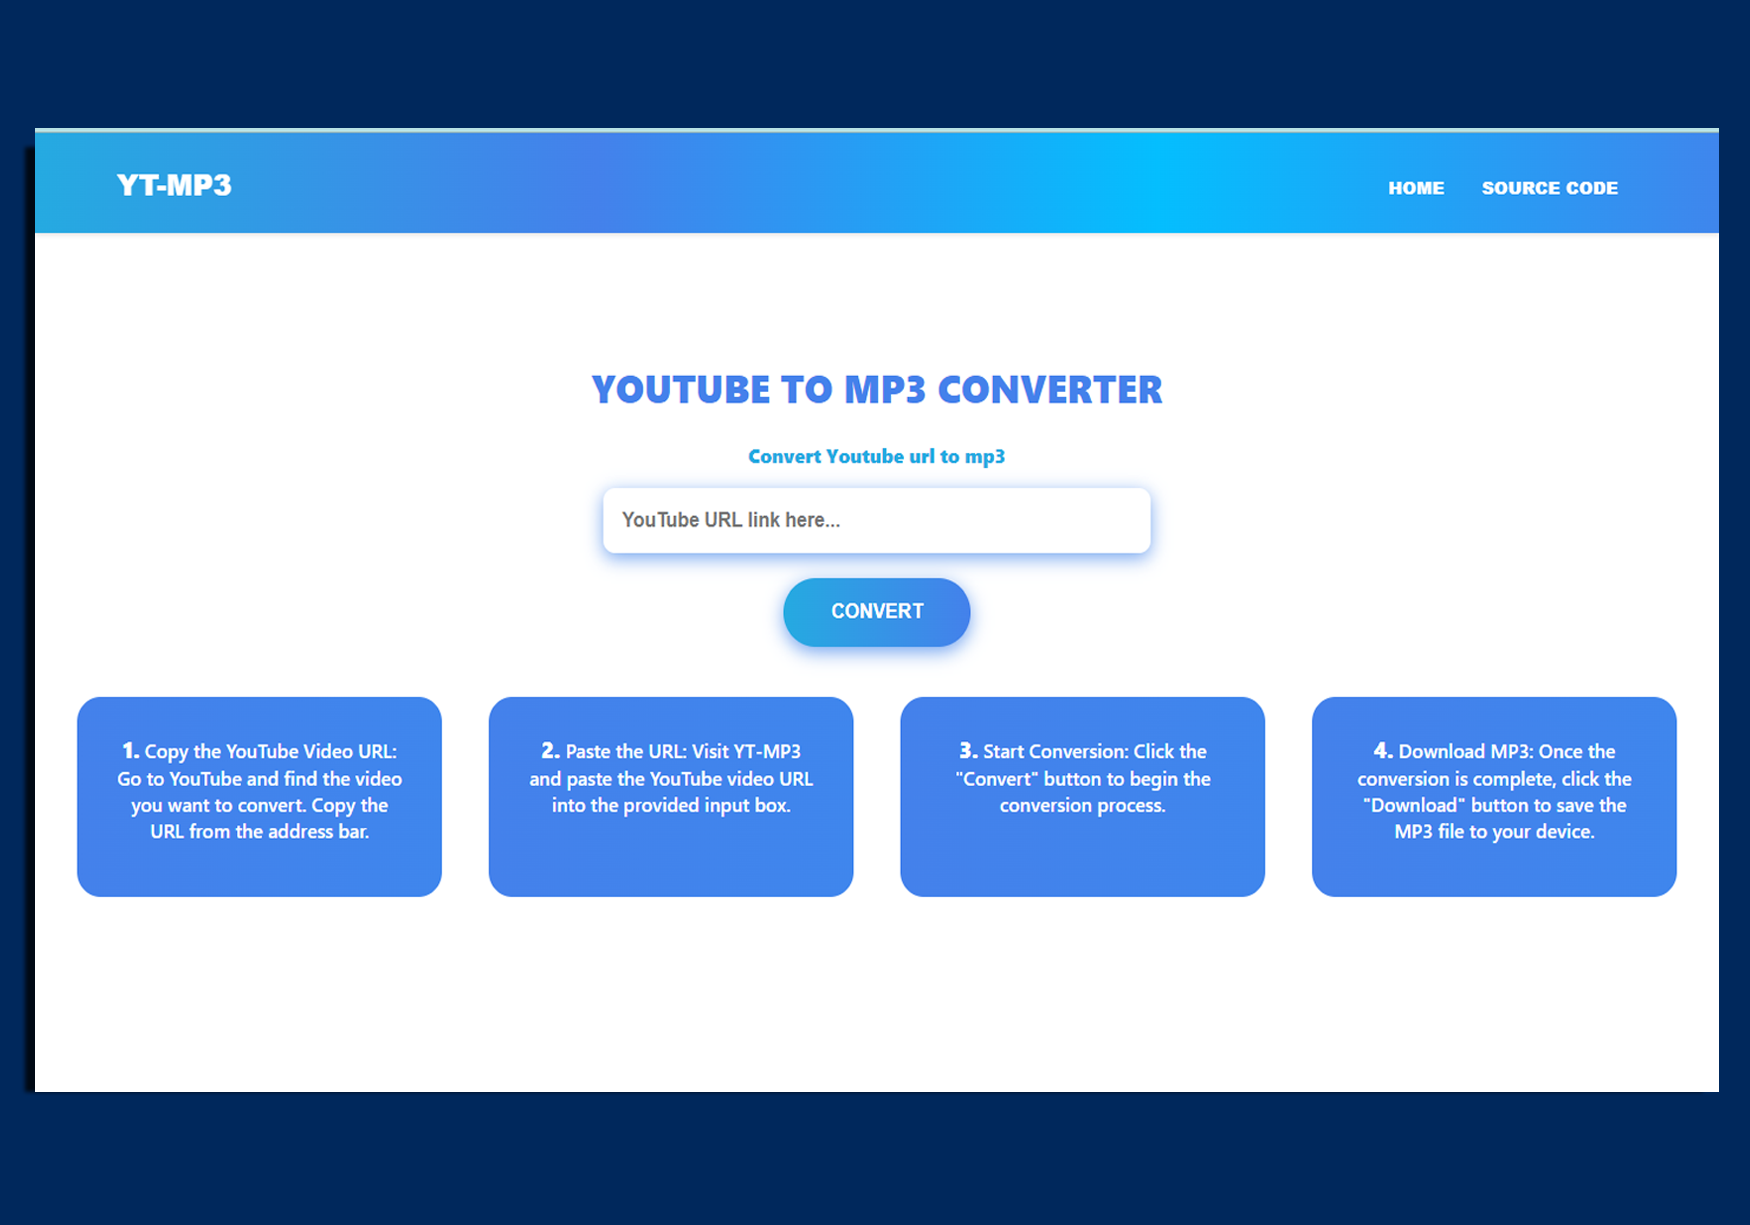 YT-MP3
HOME
SOURCE CODE
YOUTUBE TO MP3 CONVERTER
Convert Youtube url to mp3
YouTube URL link here...
CONVERT
1. Copy the YouTube Video URL:
Go to YouTube and find the video
you want to convert. Copy the
URL from the address bar.
2. Paste the URL: Visit YT-MP3
and paste the YouTube video URL
into the provided input box.
3. Start Conversion: Click the
"Convert" button to begin the
conversion process.
4. Download MP3: Once the
conversion is complete, click the
"Download" button to save the
MP3 file to your device.